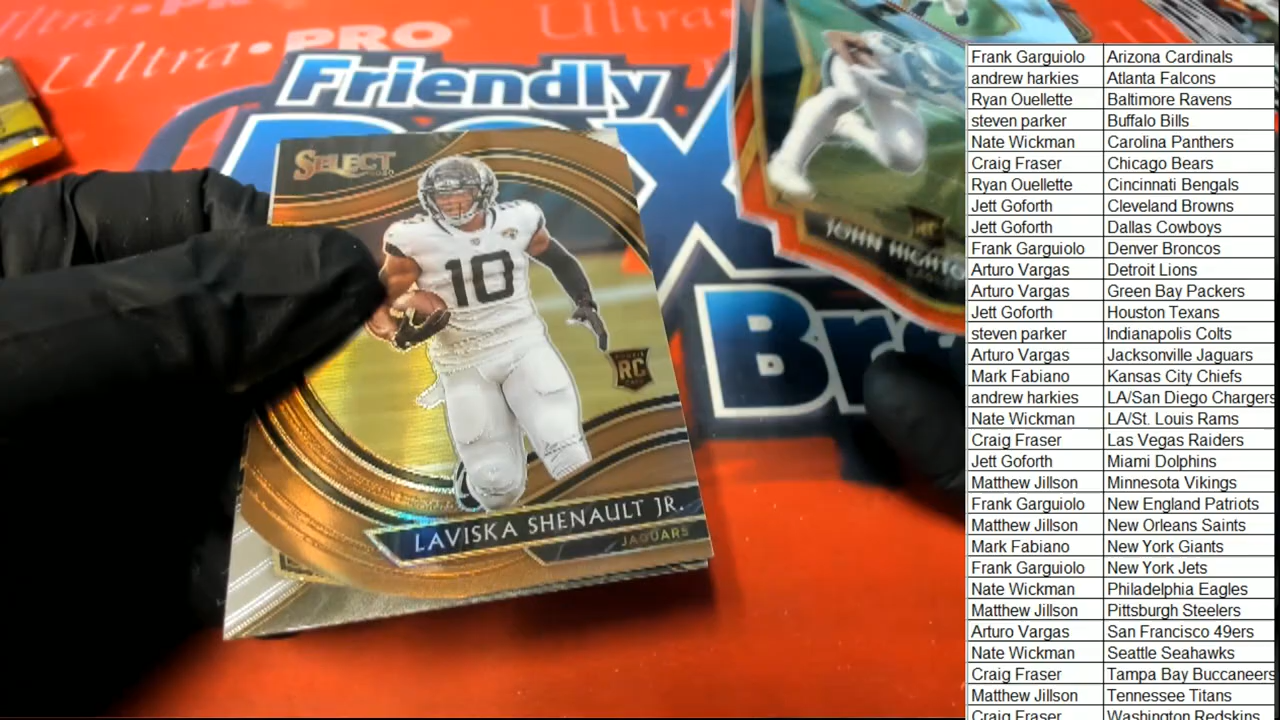 Ultra•PRO
Ultra•PRO
Friendly
BOX
Br
SELECT
10
ROOKIE
RC
LAVISKA SHENAULT JR.
JAGUARS
RC
JOHN HIGHTO
Frank Garguiolo Arizona Cardinals
andrew harkies Atlanta Falcons
Ryan Ouellette Baltimore Ravens
steven parker Buffalo Bills
Nate Wickman Carolina Panthers
Craig Fraser Chicago Bears
Ryan Ouellette Cincinnati Bengals
Jett Goforth Cleveland Browns
Jett Goforth Dallas Cowboys
Frank Garguiolo Denver Broncos
Arturo Vargas Detroit Lions
Arturo Vargas Green Bay Packers
Jett Goforth Houston Texans
steven parker Indianapolis Colts
Arturo Vargas Jacksonville Jaguars
Mark Fabiano Kansas City Chiefs
andrew harkies LA/San Diego Chargers
Nate Wickman LA/St. Louis Rams
Craig Fraser Las Vegas Raiders
Jett Goforth Miami Dolphins
Matthew Jillson Minnesota Vikings
Frank Garguiolo New England Patriots
Matthew Jillson New Orleans Saints
Mark Fabiano New York Giants
Frank Garguiolo New York Jets
Nate Wickman Philadelphia Eagles
Matthew Jillson Pittsburgh Steelers
Arturo Vargas San Francisco 49ers
Nate Wickman Seattle Seahawks
Craig Fraser Tampa Bay Buccaneers
Matthew Jillson Tennessee Titans
Craig Fraser Washington Redskins